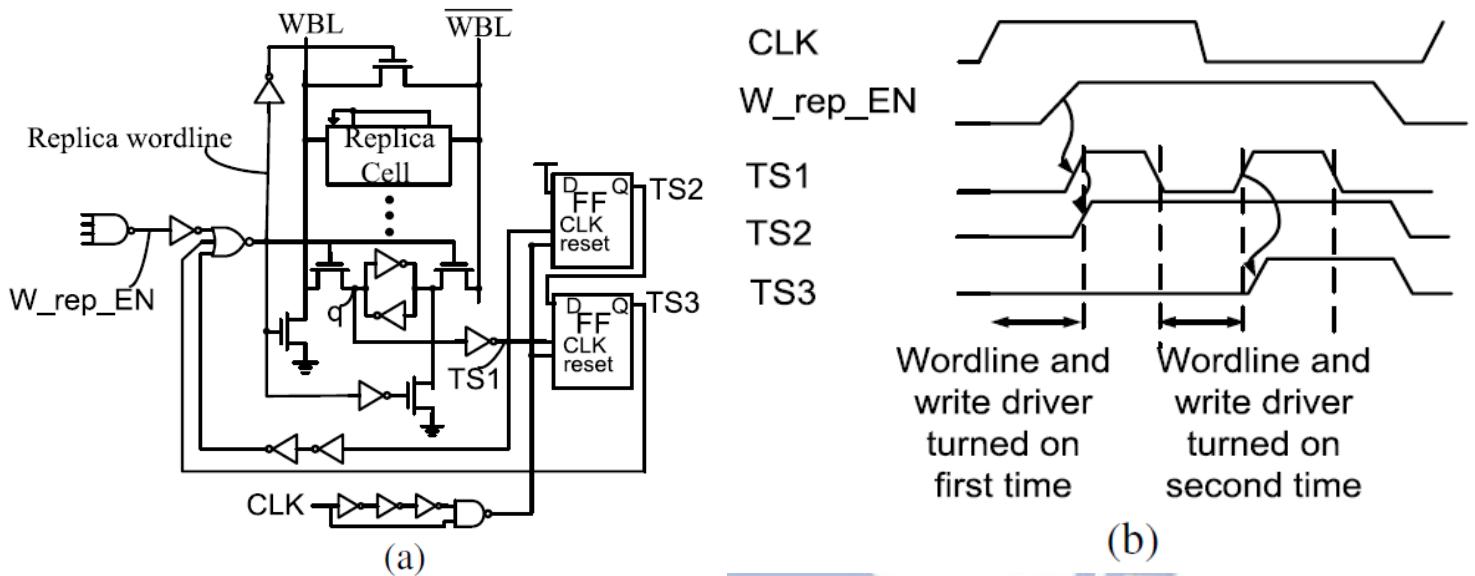 WBL
WBL
Replica wordline
Replica
Cell
D Q
FF
CLK
reset
TS2
W_rep_EN
q
D Q
FF
CLK
reset
TS3
TS1
CLK
(a)
CLK
W_rep_EN
TS1
TS2
TS3
Wordline and
write driver
turned on
first time
Wordline and
write driver
turned on
second time
(b)